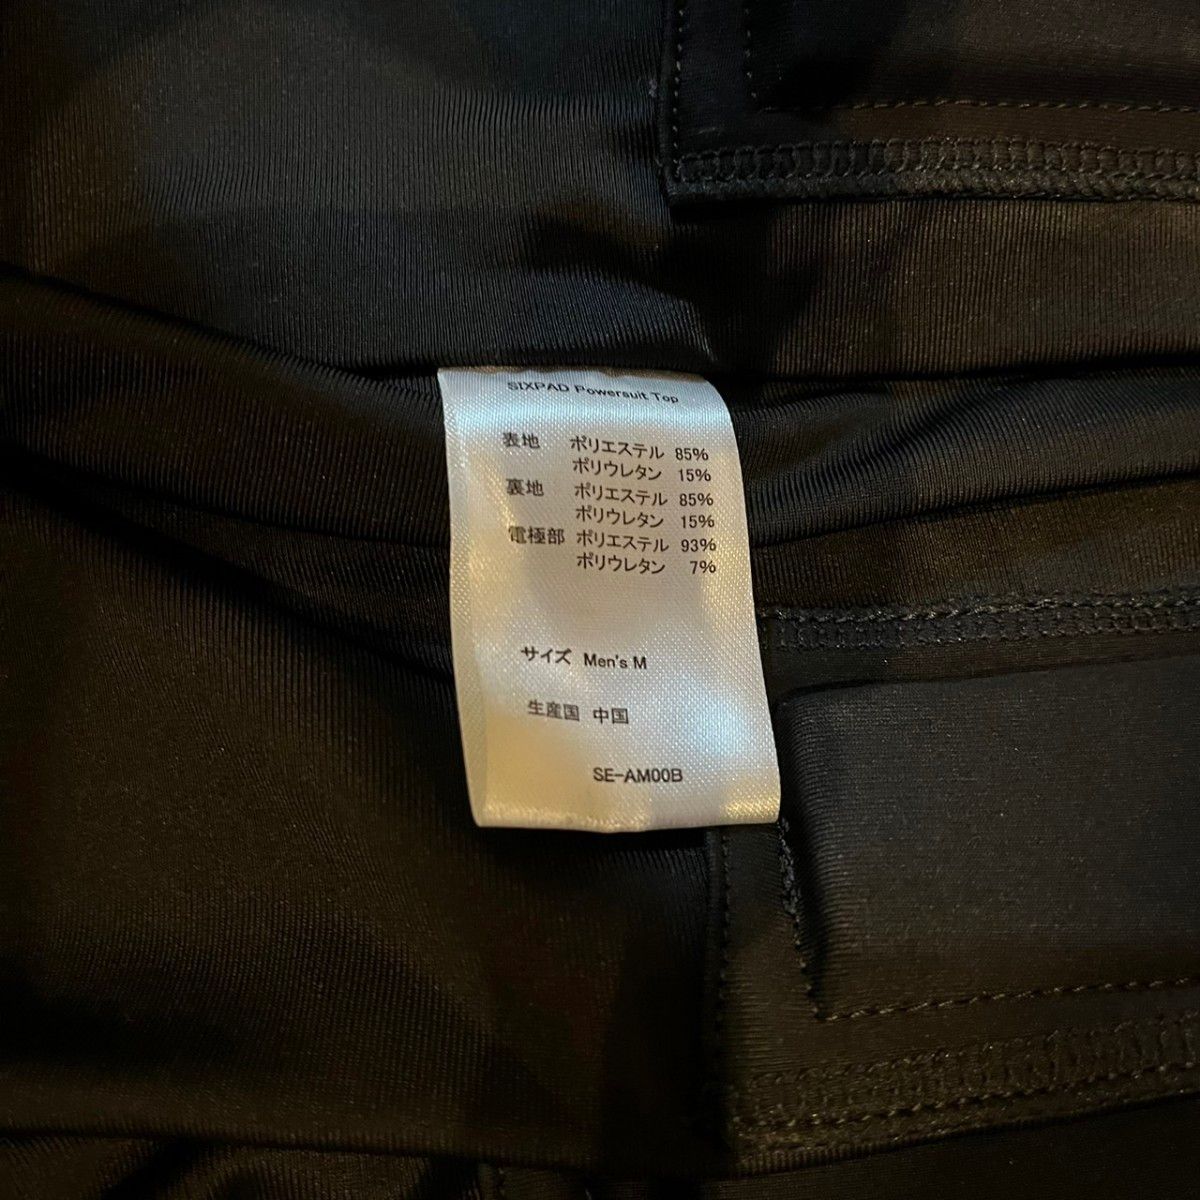 SIXPAD Powersuit Top
表地 ポリエステル 85%
ポリウレタン 15%
裏地 ポリエステル 85%
ポリウレタン 15%
電極部 ポリエステル 93%
ポリウレタン 7%
サイズ Men's M
生産国 中国
SE-AM00B